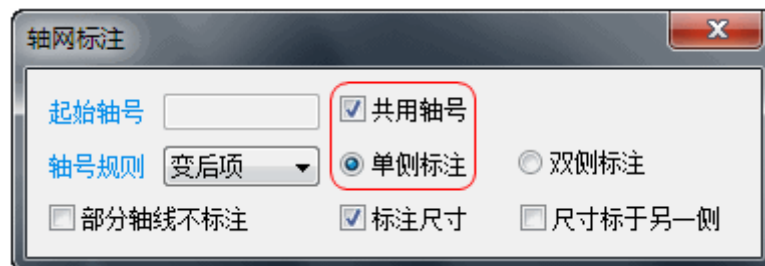 轴网标注
起始轴号 共用轴号
轴号规则 变后项 单侧标注 双侧标注
部分轴线不标注 标注尺寸 尺寸标于另一侧